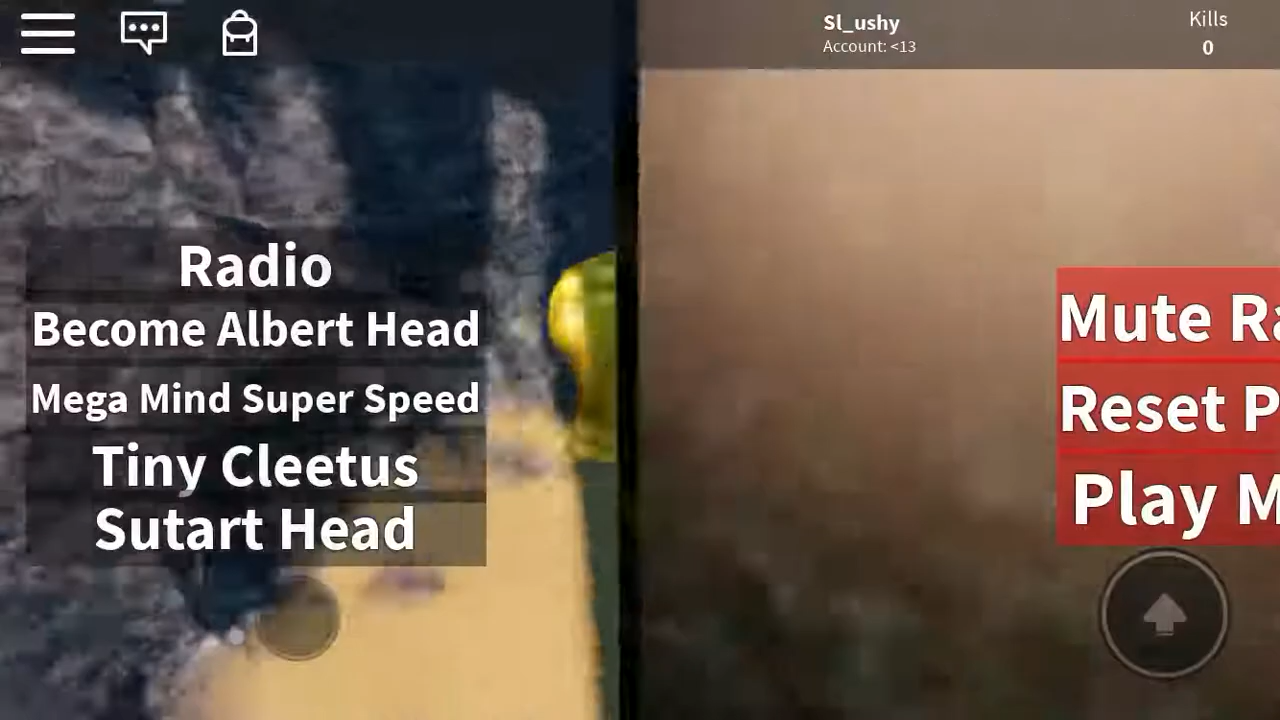 Sl_ushy
Account: <13
Kills
0
Radio
Become Albert Head
Mega Mind Super Speed
Tiny Cleetus
Sutart Head
Mute Ra
Reset P
Play M